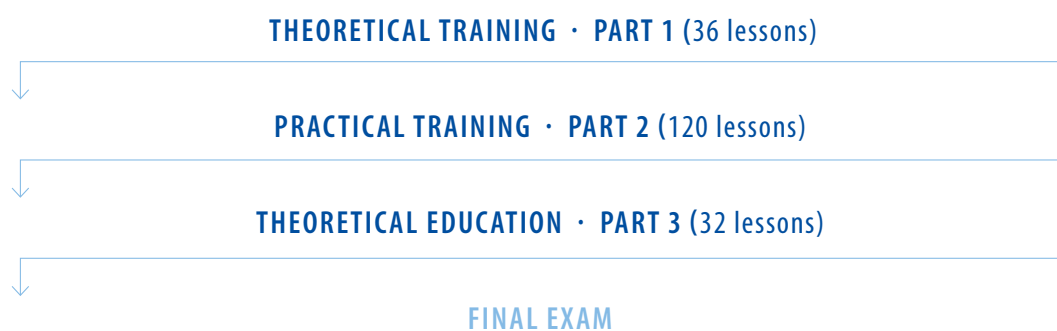 THEORETICAL TRAINING · PART 1 (36 lessons)
PRACTICAL TRAINING · PART 2 (120 lessons)
THEORETICAL EDUCATION · PART 3 (32 lessons)
FINAL EXAM